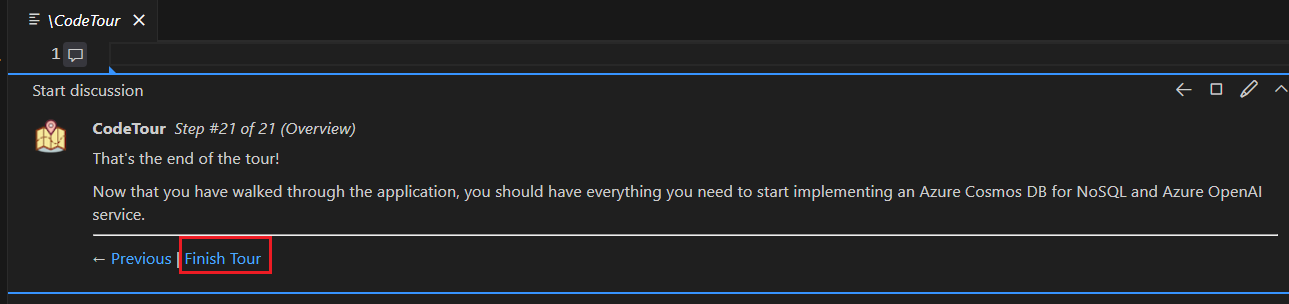 \CodeTour
1
Start discussion
CodeTour Step #21 of 21 (Overview)
That's the end of the tour!
Now that you have walked through the application, you should have everything you need to start implementing an Azure Cosmos DB for NoSQL and Azure OpenAI
service.
← Previous | Finish Tour